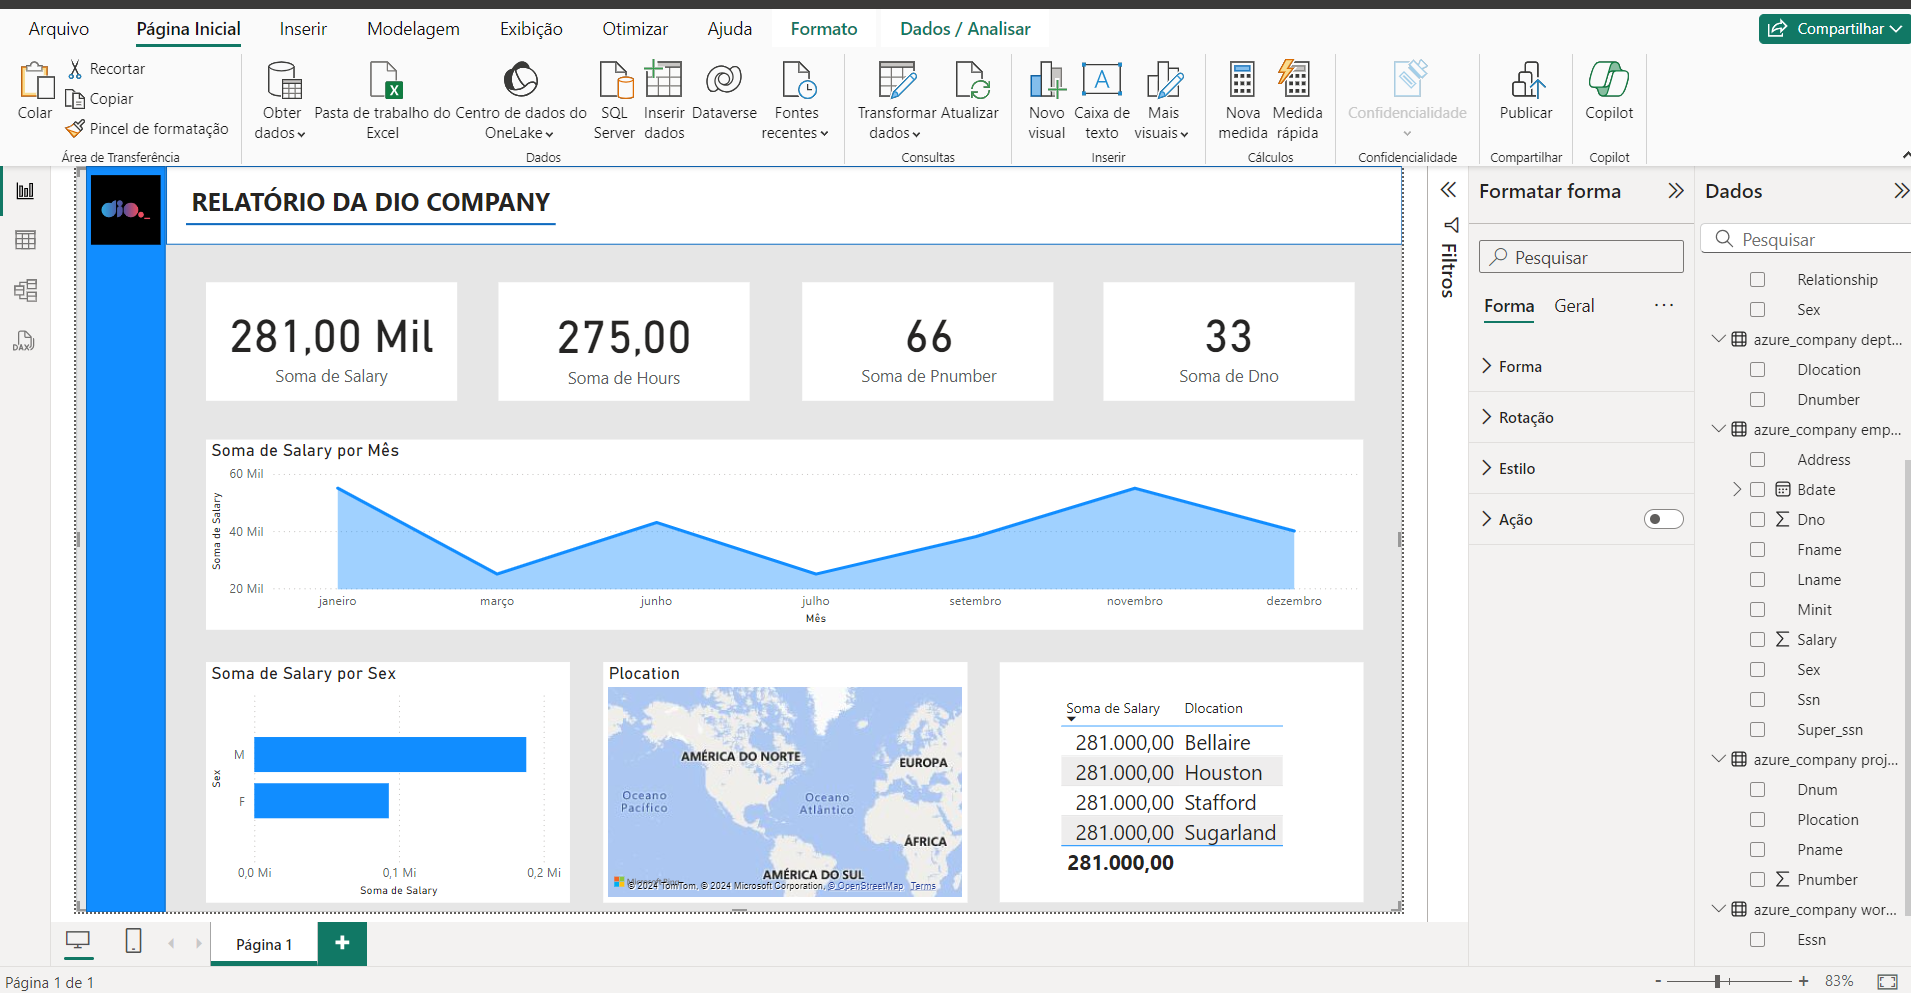 Arquivo
Página Inicial
Inserir
Modelagem
Exibição
Otimizar
Ajuda
Formato
Dados / Analisar
Compartilhar
Colar
Recortar
Copiar
Pincel de formatação
Área de Transferência
Obter
dados
Pasta de trabalho do
Excel
Centro de dados do
OneLake
SQL
Server
Inserir
dados
Dataverse
Fontes
recentes
Dados
Transformar
dados
Atualizar
Consultas
Novo
visual
Caixa de
texto
Mais
visuais
Inserir
Nova
medida
Medida
rápida
Cálculos
Confidencialidade
Confidencialidade
Publicar
Compartilhar
Copilot
Copilot
DAX
dio._
RELATÓRIO DA DIO COMPANY
281,00 Mil
Soma de Salary
275,00
Soma de Hours
66
Soma de Pnumber
33
Soma de Dno
Soma de Salary por Mês
Soma de Salary
60 Mil
40 Mil
20 Mil
janeiro
março
junho
julho
setembro
novembro
dezembro
Mês
Soma de Salary por Sex
Sex
M
F
0,0 Mi
0,1 Mi
0,2 Mi
Soma de Salary
Plocation
AMÉRICA DO NORTE
EUROPA
Oceano
Pacífico
Oceano
Atlântico
ÁFRICA
AMÉRICA DO SUL
Microsoft Bing
© 2024 TomTom, © 2024 Microsoft Corporation, © OpenStreetMap Terms
Soma de Salary Dlocation
281.000,00 Bellaire
281.000,00 Houston
281.000,00 Stafford
281.000,00 Sugarland
281.000,00
Filtros
Formatar forma
Pesquisar
Forma
Geral
...
Forma
Rotação
Estilo
Ação
Dados
Pesquisar
Relationship
Sex
azure_company dept...
Dlocation
Dnumber
azure_company emp...
Address
Bdate
Dno
Fname
Lname
Minit
Salary
Sex
Ssn
Super_ssn
azure_company proj...
Dnum
Plocation
Pname
Pnumber
azure_company wor...
Essn
Página 1
+
Página 1 de 1
- + 83%